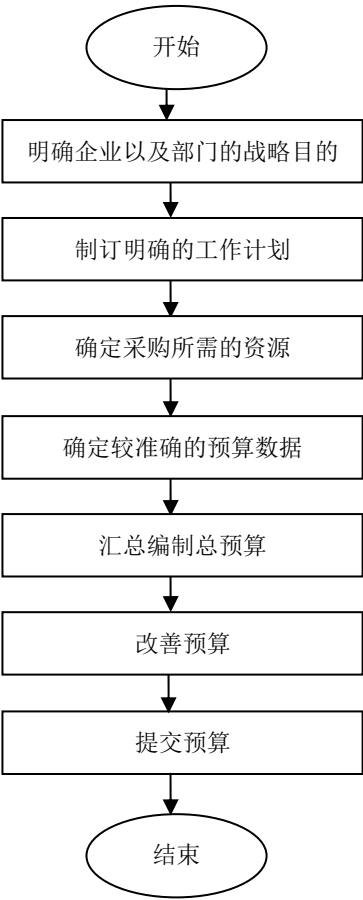 开始
明确企业以及部门的战略目的
制订明确的工作计划
确定采购所需的资源
确定较准确的预算数据
汇总编制总预算
改善预算
提交预算
结束